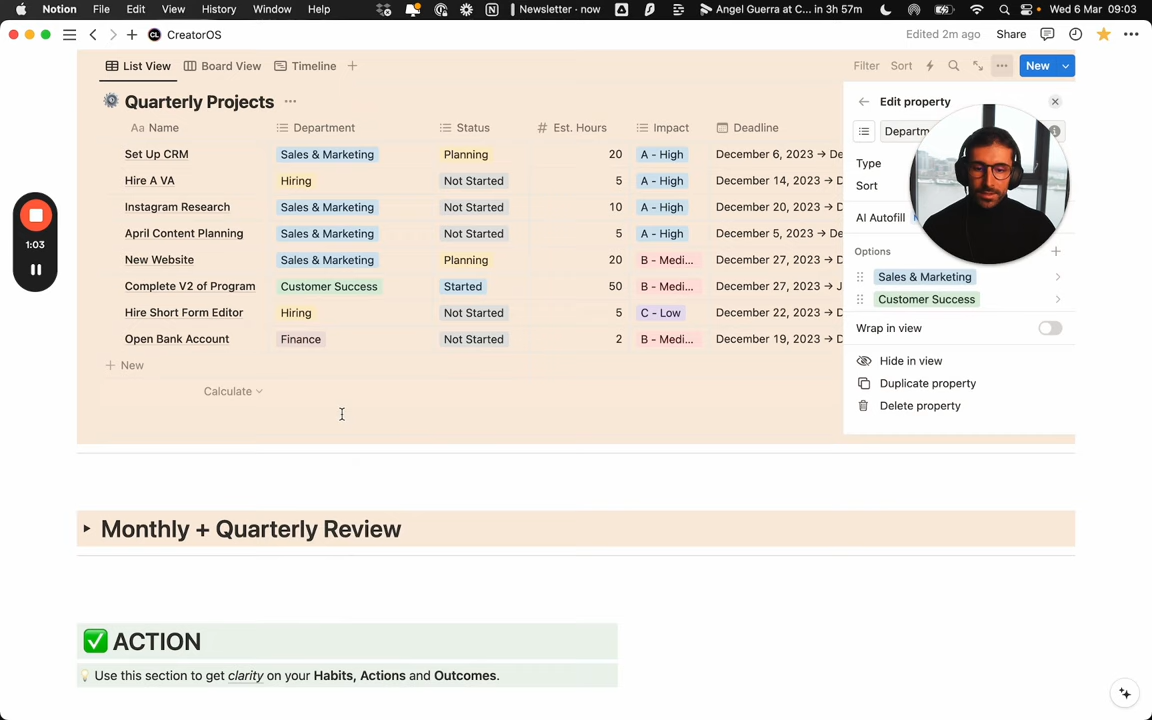 Notion File Edit View History Window Help Newsletter · now Angel Guerra at C... in 3h 57m Wed 6 Mar 09:03
CreatorOS Edited 2m ago Share
List View Board View Timeline Filter Sort New
Quarterly Projects
Edit property
Aa Name Department Status # Est. Hours Impact Deadline
Departm
Set Up CRM Sales & Marketing Planning 20 A - High December 6, 2023 → De
Type
Hire A VA Hiring Not Started 5 A - High December 14, 2023 → D
Sort
Instagram Research Sales & Marketing Not Started 10 A - High December 20, 2023 → D
AI Autofill
April Content Planning Sales & Marketing Not Started 5 A - High December 5, 2023 → De
Options
New Website Sales & Marketing Planning 20 B - Medi... December 27, 2023 → D
Sales & Marketing
Complete V2 of Program Customer Success Started 50 B - Medi... December 27, 2023 → J
Customer Success
Hire Short Form Editor Hiring Not Started 5 C - Low December 22, 2023 → D
Wrap in view
Open Bank Account Finance Not Started 2 B - Medi... December 19, 2023 → D
Hide in view
+ New
Duplicate property
Calculate
Delete property
1:03
Monthly + Quarterly Review
ACTION
Use this section to get clarity on your Habits, Actions and Outcomes.